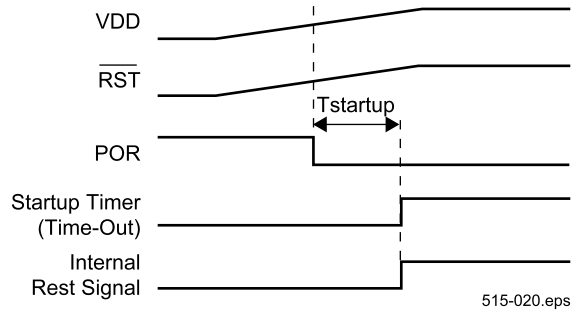 VDD
RST
Tstartup
POR
Startup Timer
(Time-Out)
Internal
Rest Signal
515-020.eps